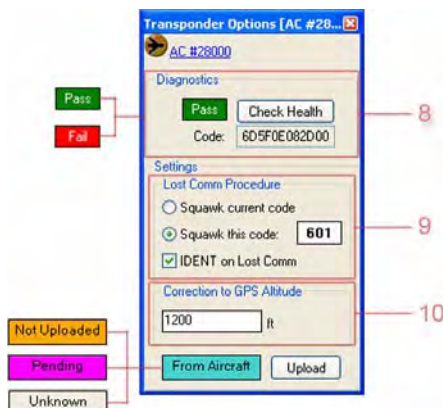 Transponder Options [AC #28...
AC #28000
Diagnostics
Pass
Fail
Pass
Check Health
8
Code: 6D5F0E082D00
Settings
Lost Comm Procedure
Squawk current code
Squawk this code: 601
9
IDENT on Lost Comm
Correction to GPS Altitude
1200 ft
10
Not Uploaded
Pending
Unknown
From Aircraft
Upload